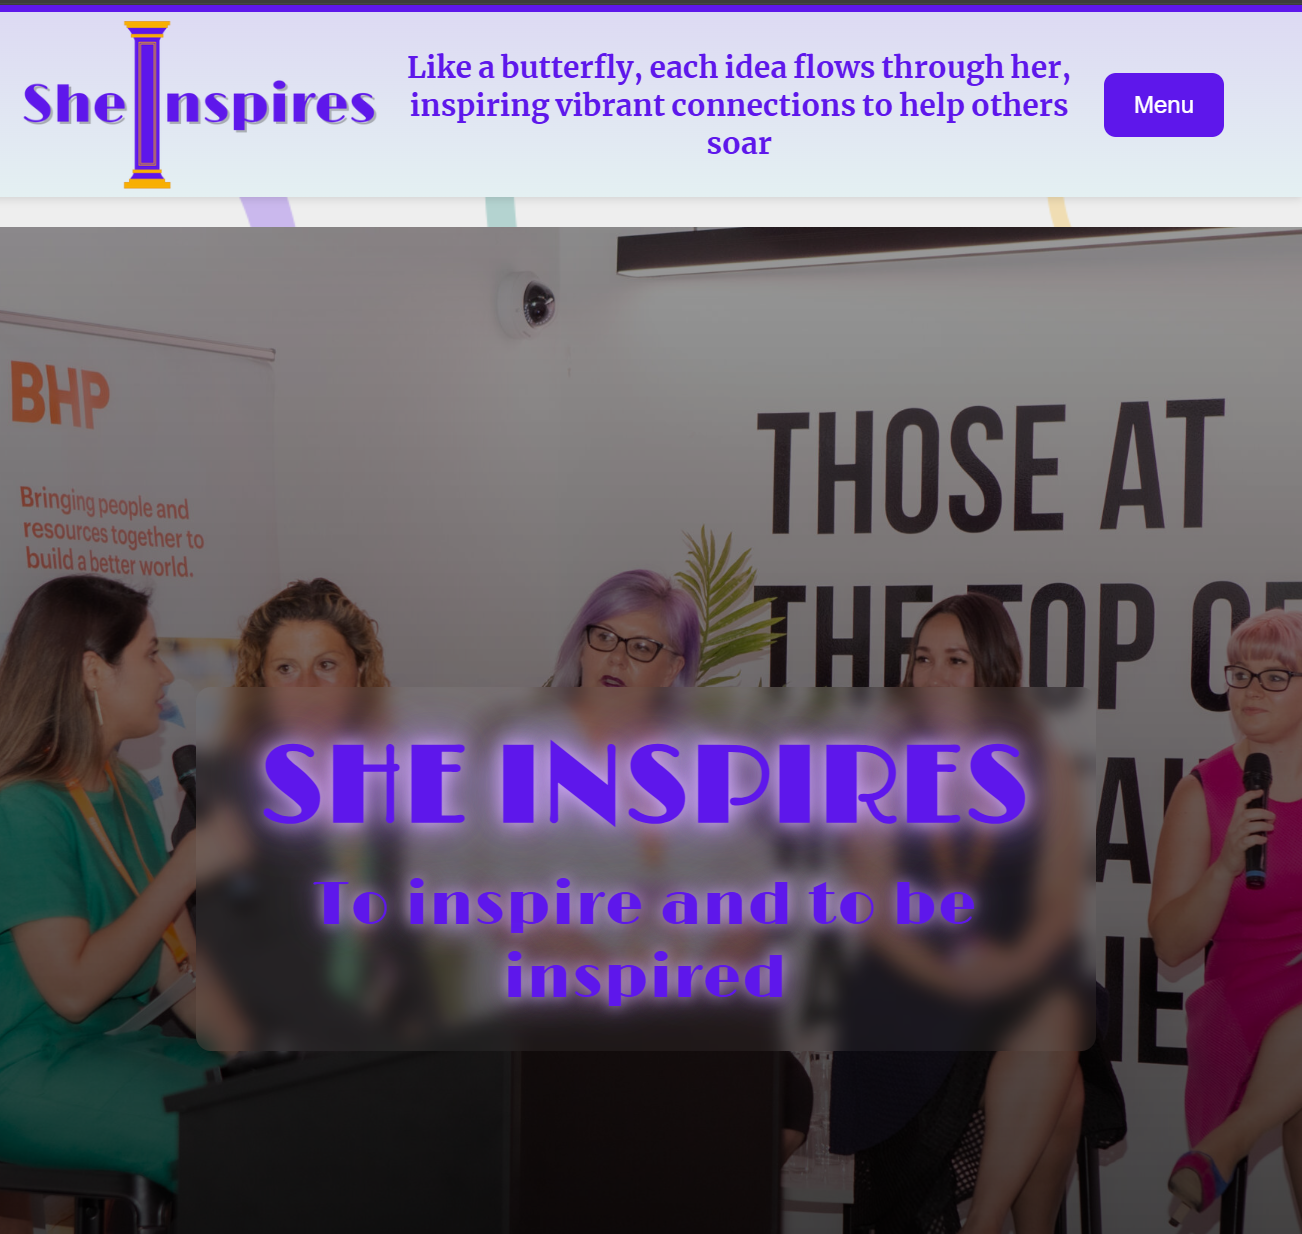 She Inspires
Like a butterfly, each idea flows through her,
inspiring vibrant connections to help others
soar
Menu
BHP
Bringing people and
resources together to
build a better world.
THOSE AT
THE TOP OF
SHE INSPIRES
To inspire and to be
inspired